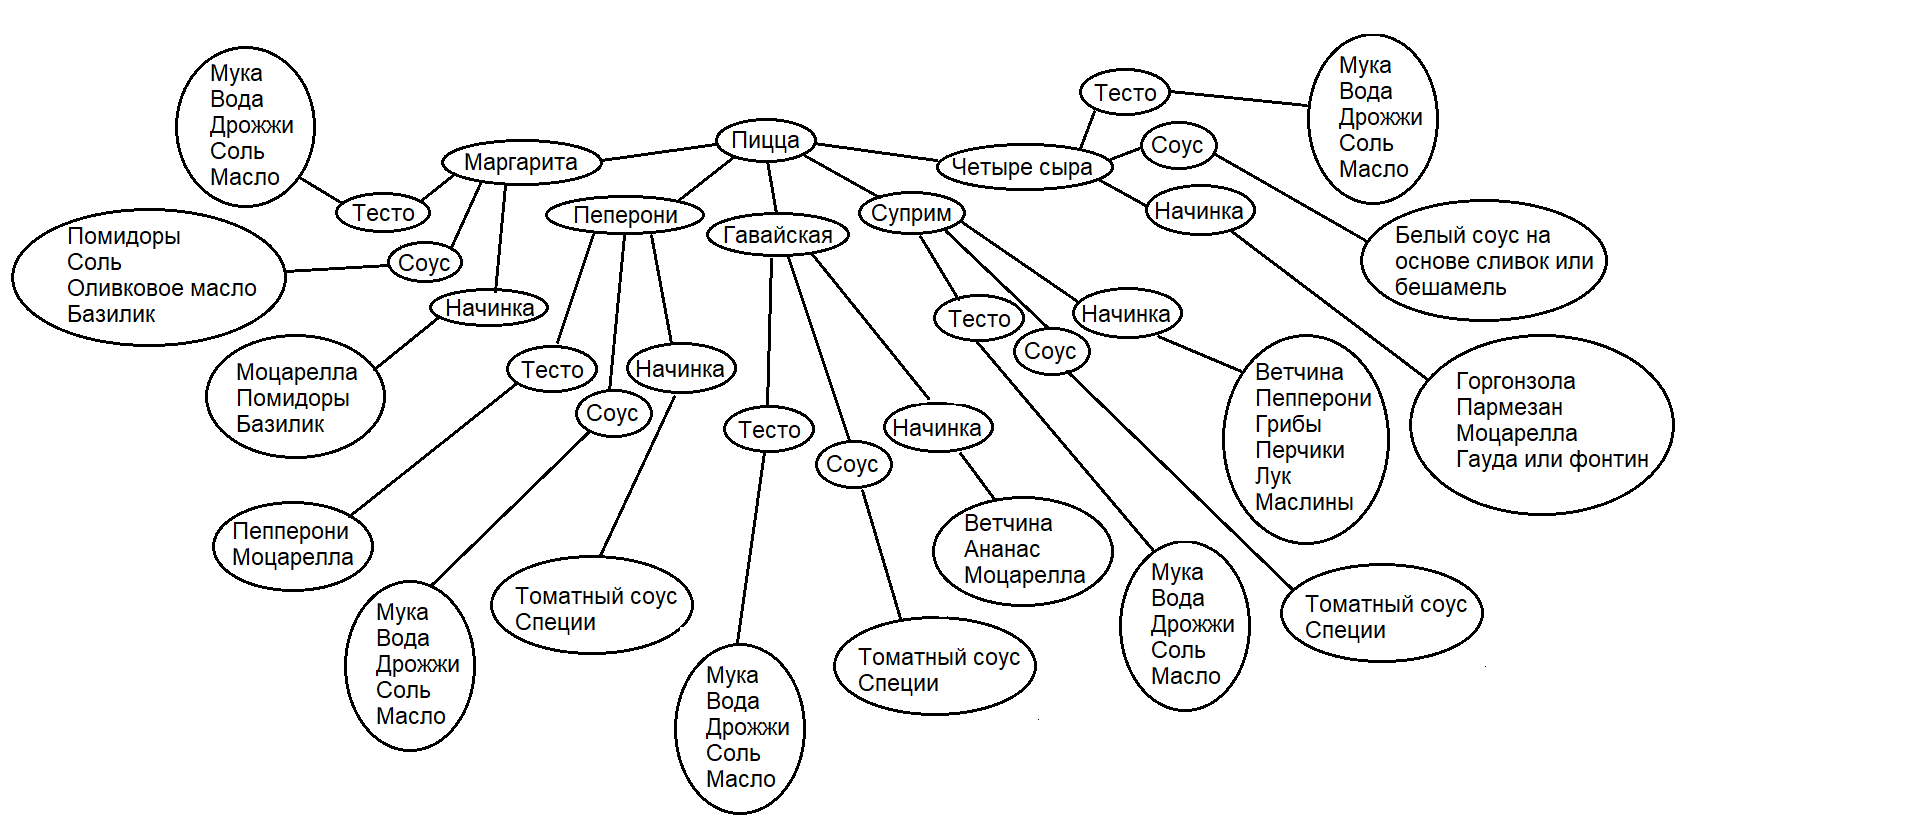 Пицца
Маргарита
Тесто
Мука
Вода
Дрожжи
Соль
Масло
Соус
Помидоры
Соль
Оливковое масло
Базилик
Начинка
Моцарелла
Помидоры
Базилик
Пеперони
Тесто
Пепперони
Моцарелла
Соус
Мука
Вода
Дрожжи
Соль
Масло
Начинка
Томатный соус
Специи
Гавайская
Тесто
Мука
Вода
Дрожжи
Соль
Масло
Соус
Томатный соус
Специи
Начинка
Ветчина
Ананас
Моцарелла
Суприм
Тесто
Мука
Вода
Дрожжи
Соль
Масло
Соус
Томатный соус
Специи
Начинка
Ветчина
Пепперони
Грибы
Перчики
Лук
Маслины
Четыре сыра
Тесто
Мука
Вода
Дрожжи
Соль
Масло
Соус
Белый соус на
основе сливок или
бешамель
Начинка
Горгонзола
Пармезан
Моцарелла
Гауда или фонтин